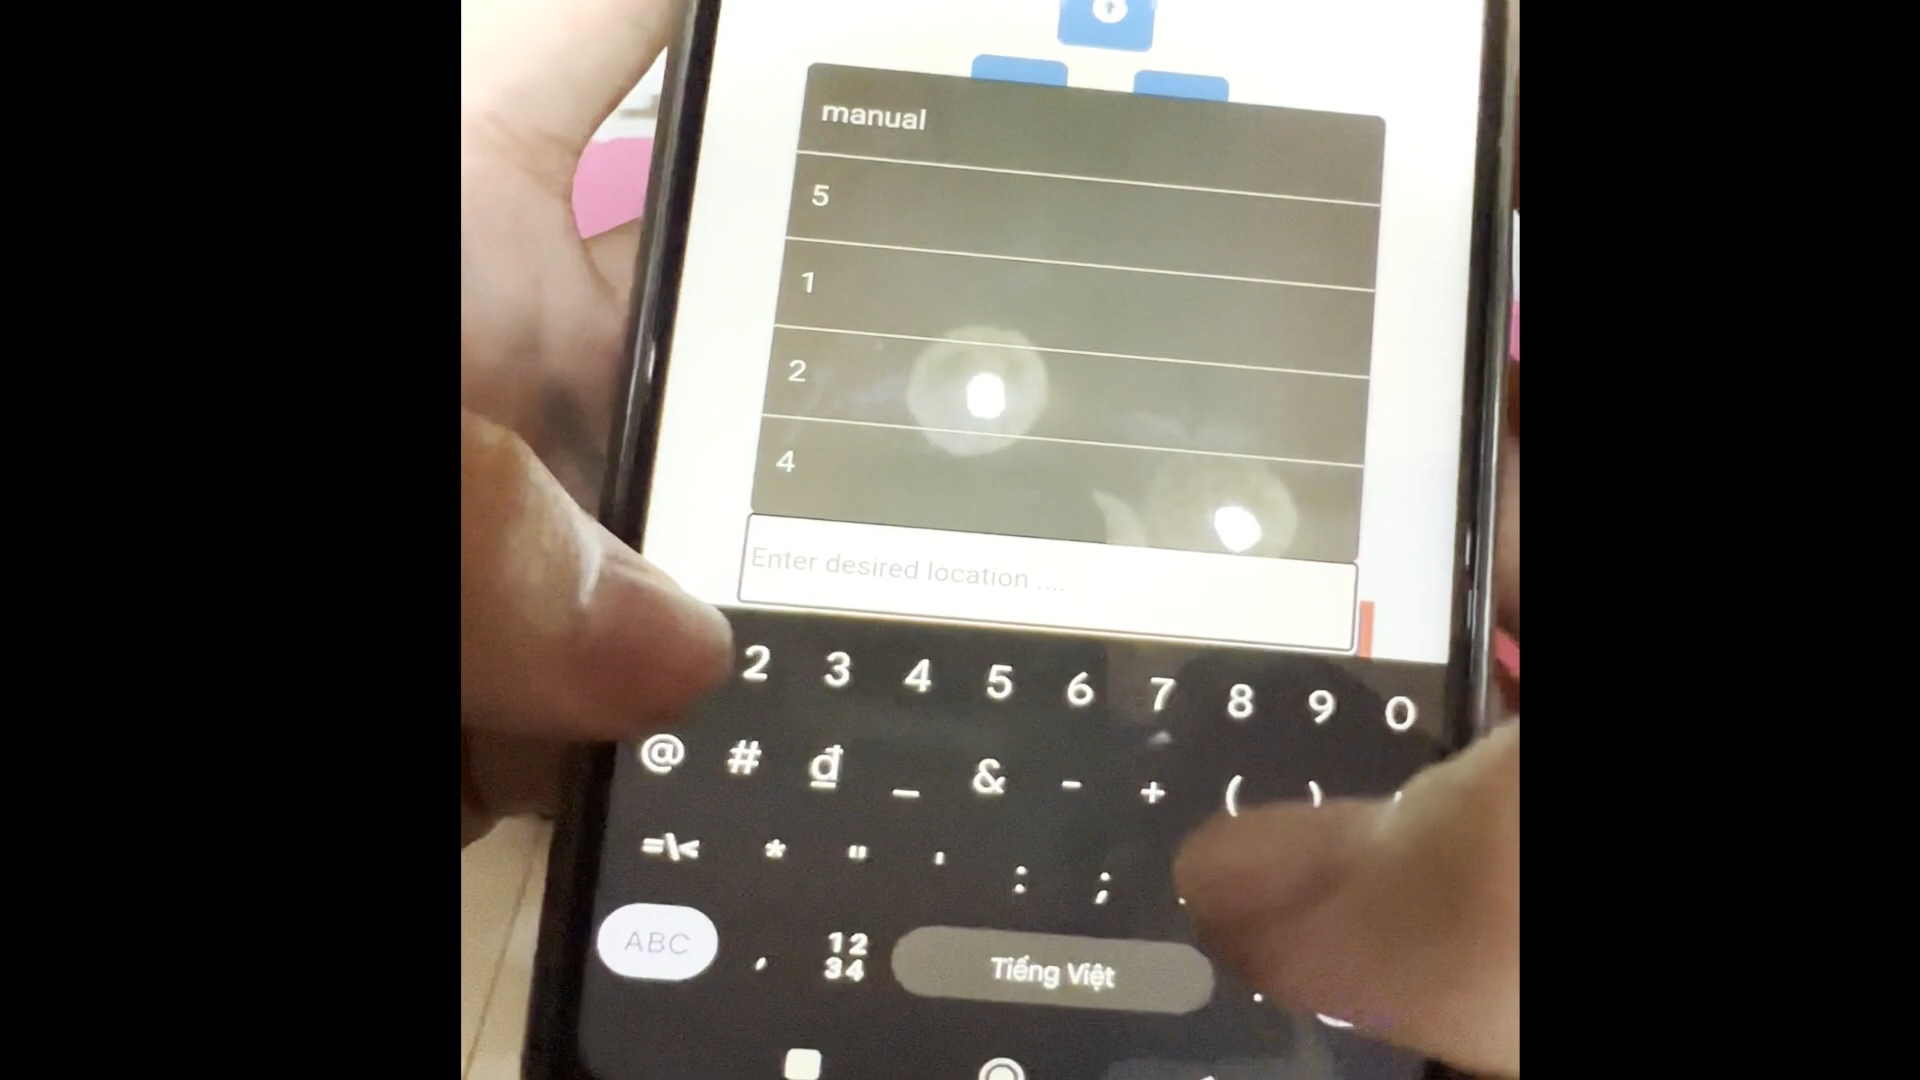 manual
5
1
2
4
Enter desired location ....
2 3 4 5 6 7 8 9 0
@ # ₫ _ & - + ( )
=\< * " ' : ;
ABC , 12 34 Tiếng Việt .